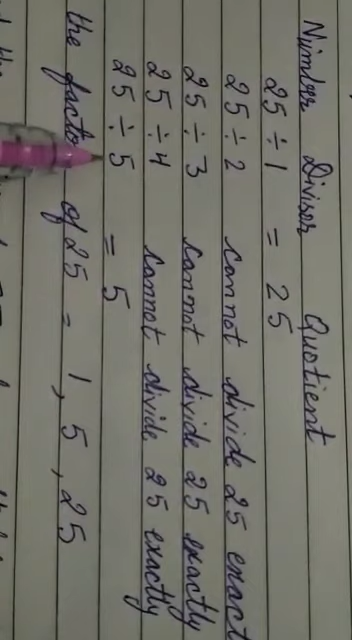 Number Divisor Quotient
25 ÷ 1 = 25
25 ÷ 2 cannot divide 25 exact
25 ÷ 3 cannot divide 25 exactly
25 ÷ 4 cannot divide 25 exactly
25 ÷ 5 = 5
the facto of 25 = 1, 5, 25